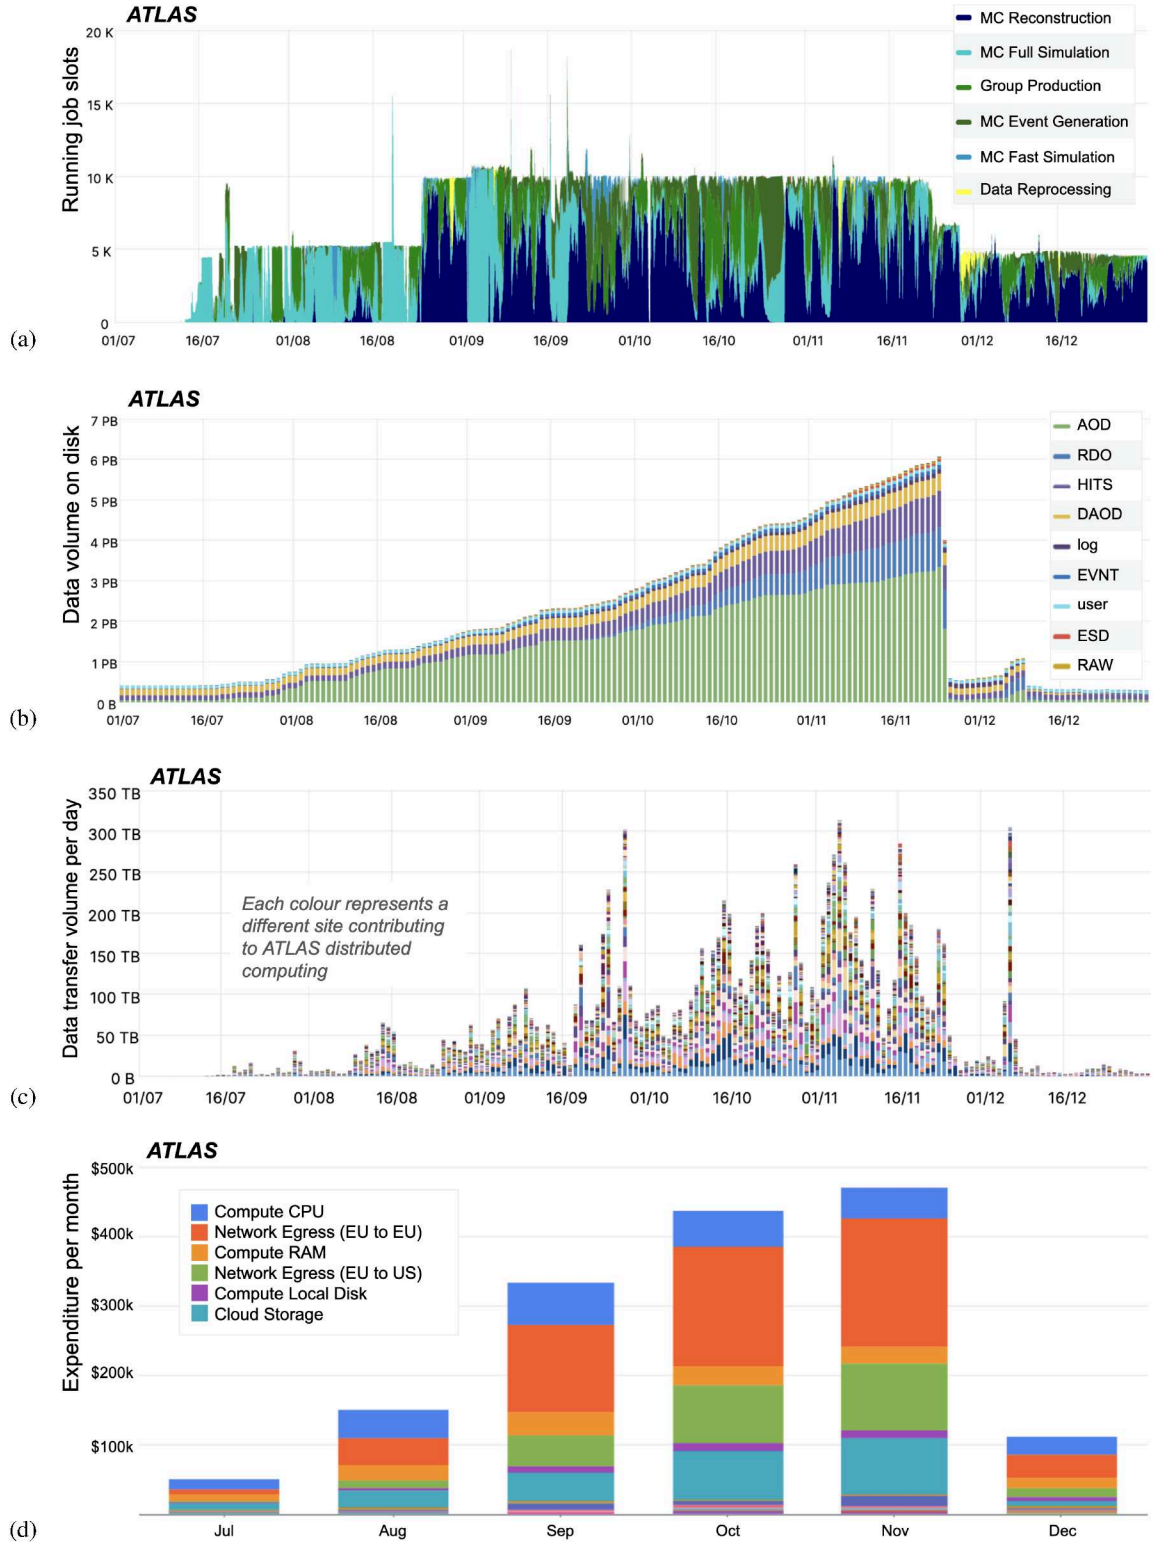 ATLAS
Running job slots
20 K
15 K
10 K
5 K
0
MC Reconstruction
MC Full Simulation
Group Production
MC Event Generation
MC Fast Simulation
Data Reprocessing
01/07 16/07 01/08 16/08 01/09 16/09 01/10 16/10 01/11 16/11 01/12 16/12
(a)
ATLAS
Data volume on disk
7 PB
6 PB
5 PB
4 PB
3 PB
2 PB
1 PB
0 B
AOD
RDO
HITS
DAOD
log
EVNT
user
ESD
RAW
01/07 16/07 01/08 16/08 01/09 16/09 01/10 16/10 01/11 16/11 01/12 16/12
(b)
ATLAS
Data transfer volume per day
350 TB
300 TB
250 TB
200 TB
150 TB
100 TB
50 TB
0 B
Each colour represents a
different site contributing
to ATLAS distributed
computing
01/07 16/07 01/08 16/08 01/09 16/09 01/10 16/10 01/11 16/11 01/12 16/12
(c)
ATLAS
Expenditure per month
$500k
$400k
$300k
$200k
$100k
Compute CPU
Network Egress (EU to EU)
Compute RAM
Network Egress (EU to US)
Compute Local Disk
Cloud Storage
Jul Aug Sep Oct Nov Dec
(d)